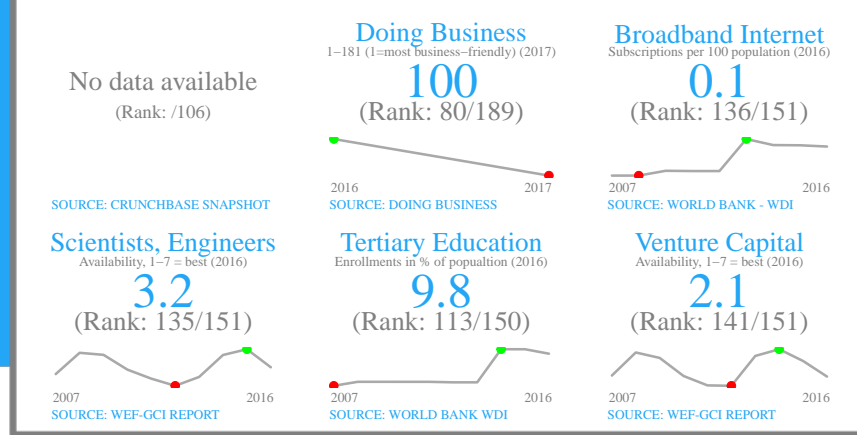 No data available
(Rank: /106)
SOURCE: CRUNCHBASE SNAPSHOT
Doing Business
1−181 (1=most business−friendly) (2017)
100
(Rank: 80/189)
2016 2017
SOURCE: DOING BUSINESS
Broadband Internet
Subscriptions per 100 population (2016)
0.1
(Rank: 136/151)
2007 2016
SOURCE: WORLD BANK - WDI
Scientists, Engineers
Availability, 1−7 = best (2016)
3.2
(Rank: 135/151)
2007 2016
SOURCE: WEF-GCI REPORT
Tertiary Education
Enrollments in % of popualtion (2016)
9.8
(Rank: 113/150)
2007 2016
SOURCE: WORLD BANK WDI
Venture Capital
Availability, 1−7 = best (2016)
2.1
(Rank: 141/151)
2007 2016
SOURCE: WEF-GCI REPORT